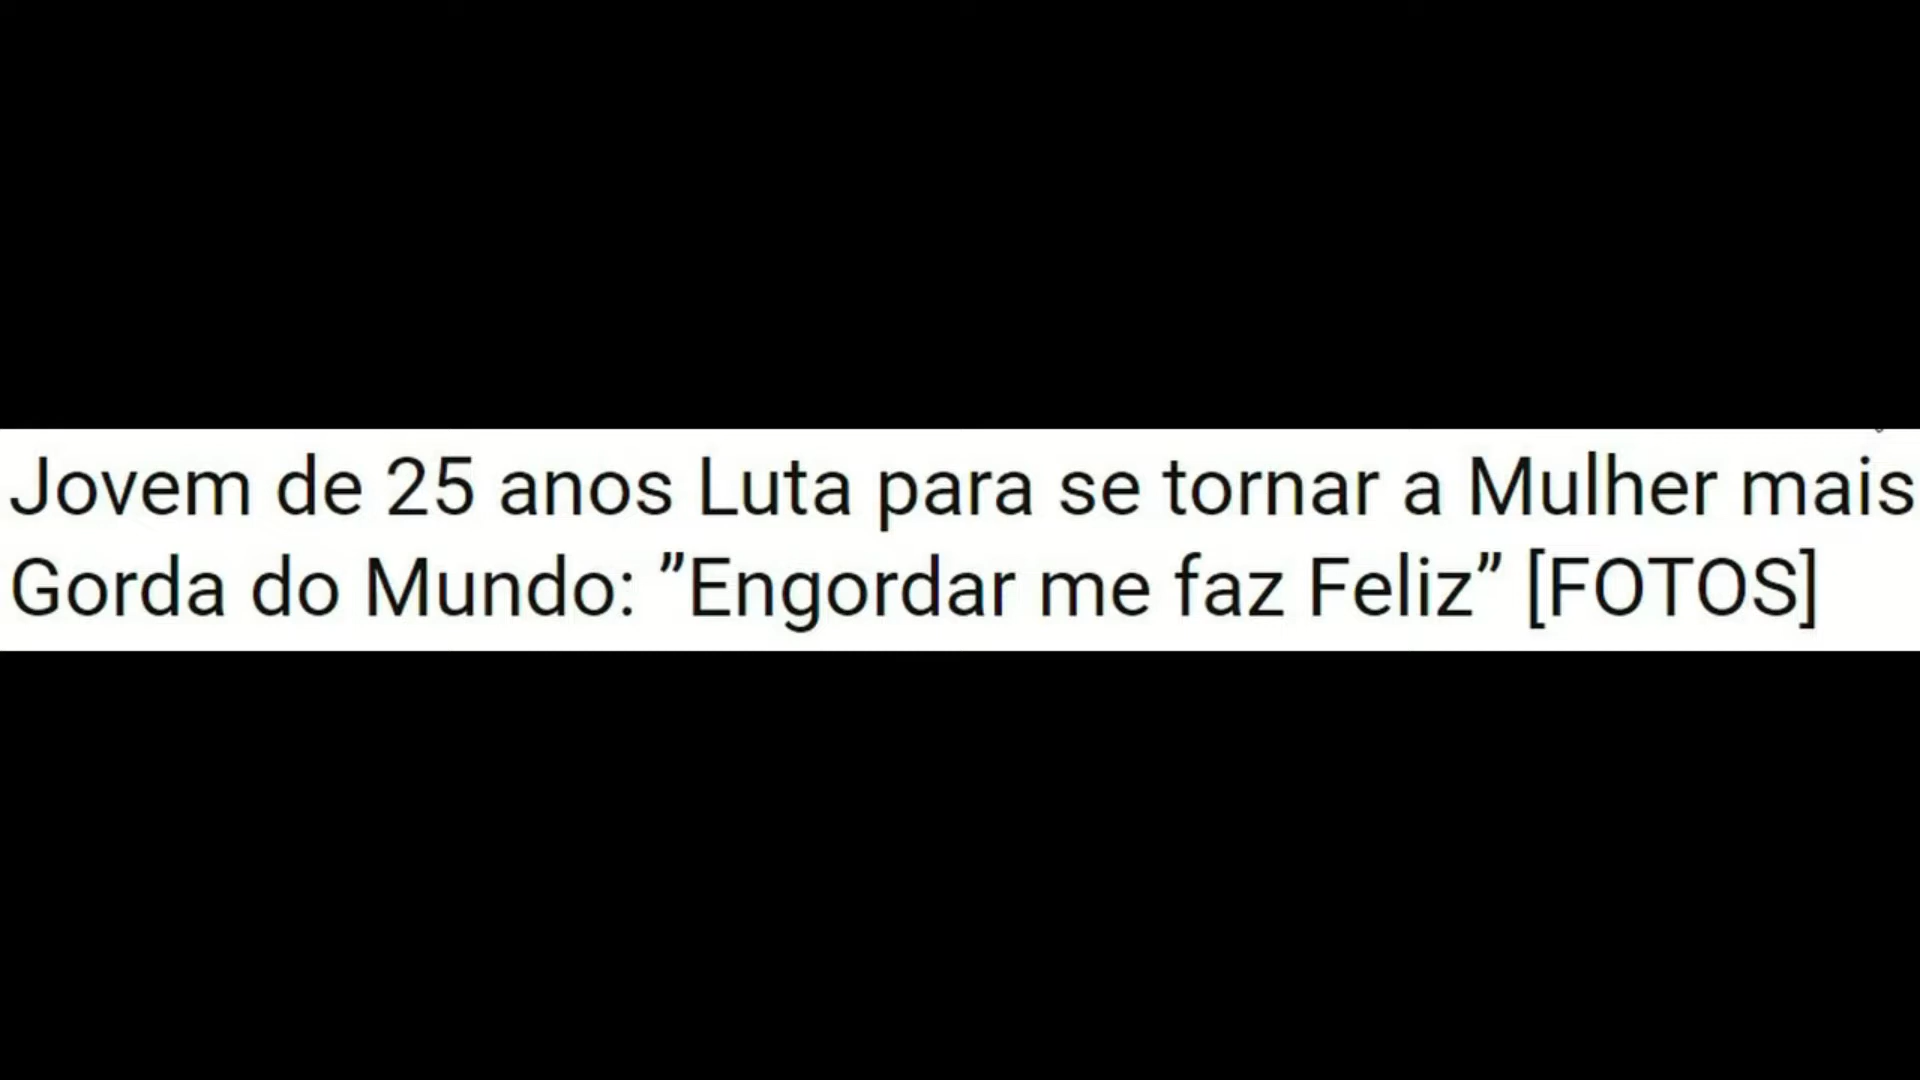 Jovem de 25 anos Luta para se tornar a Mulher mais
Gorda do Mundo: ”Engordar me faz Feliz” [FOTOS]